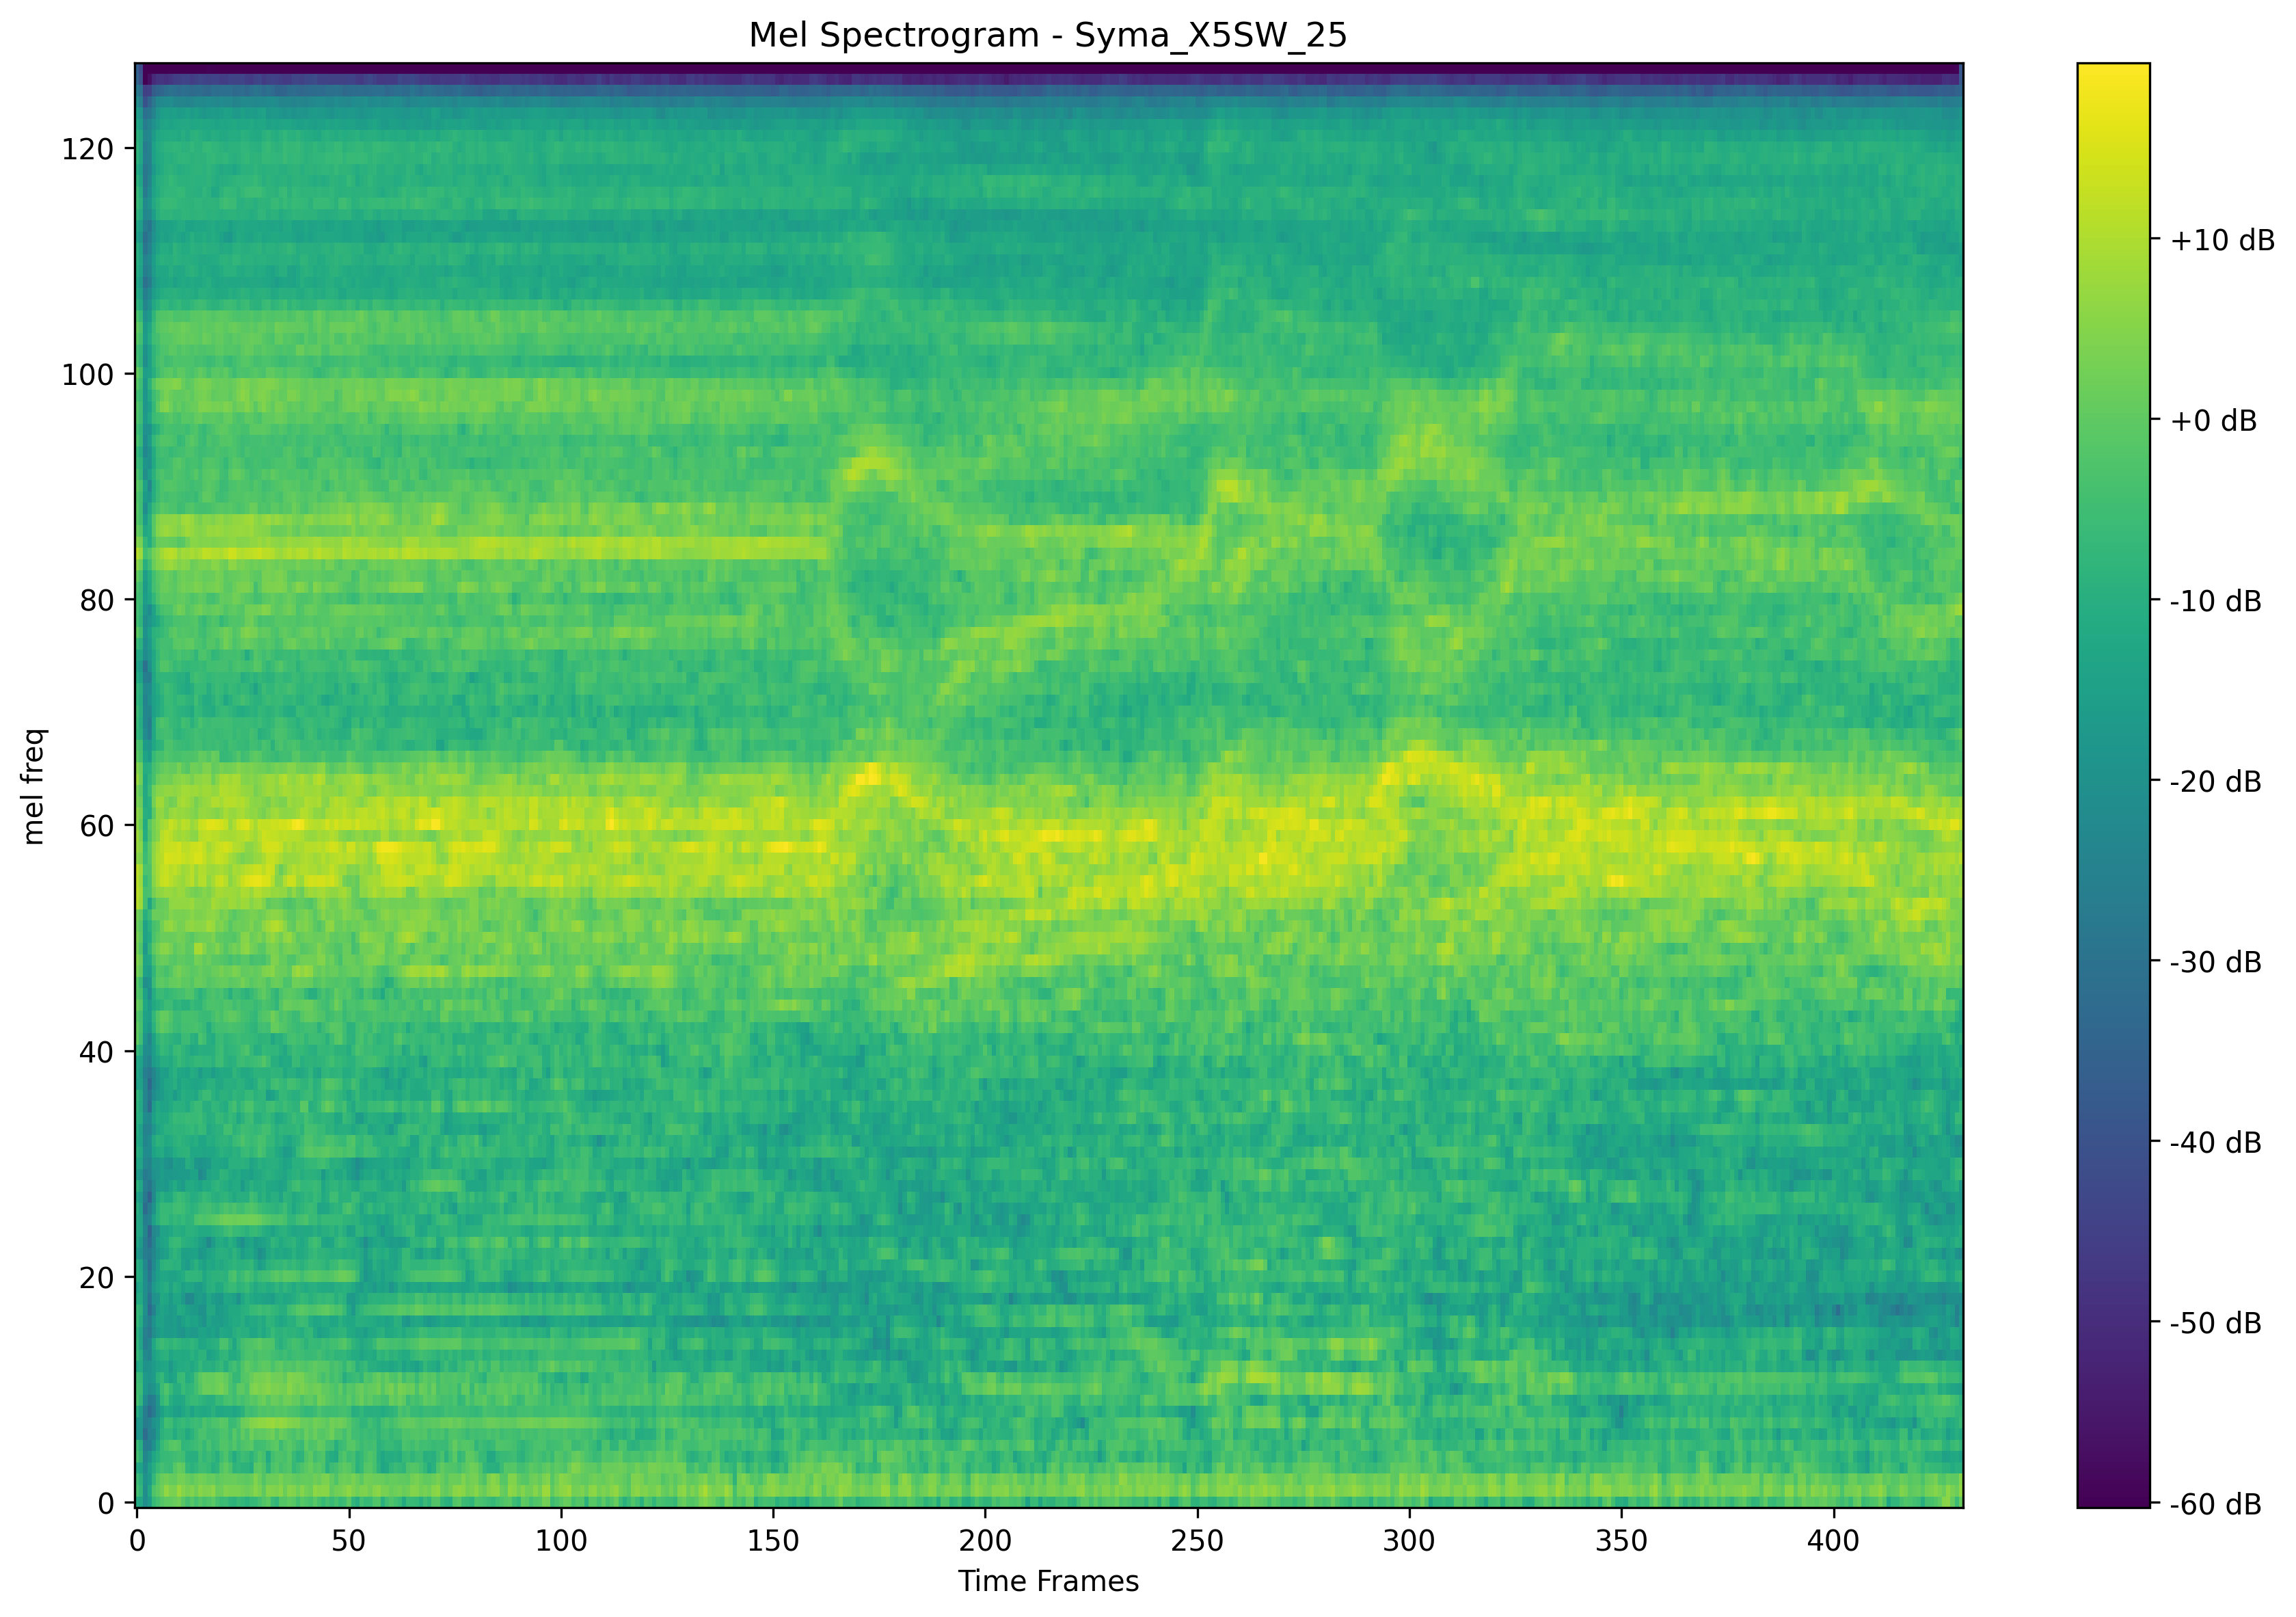 Mel Spectrogram - Syma_X5SW_25
mel freq
120
100
80
60
40
20
0
0 50 100 150 200 250 300 350 400
Time Frames
+10 dB
+0 dB
-10 dB
-20 dB
-30 dB
-40 dB
-50 dB
-60 dB